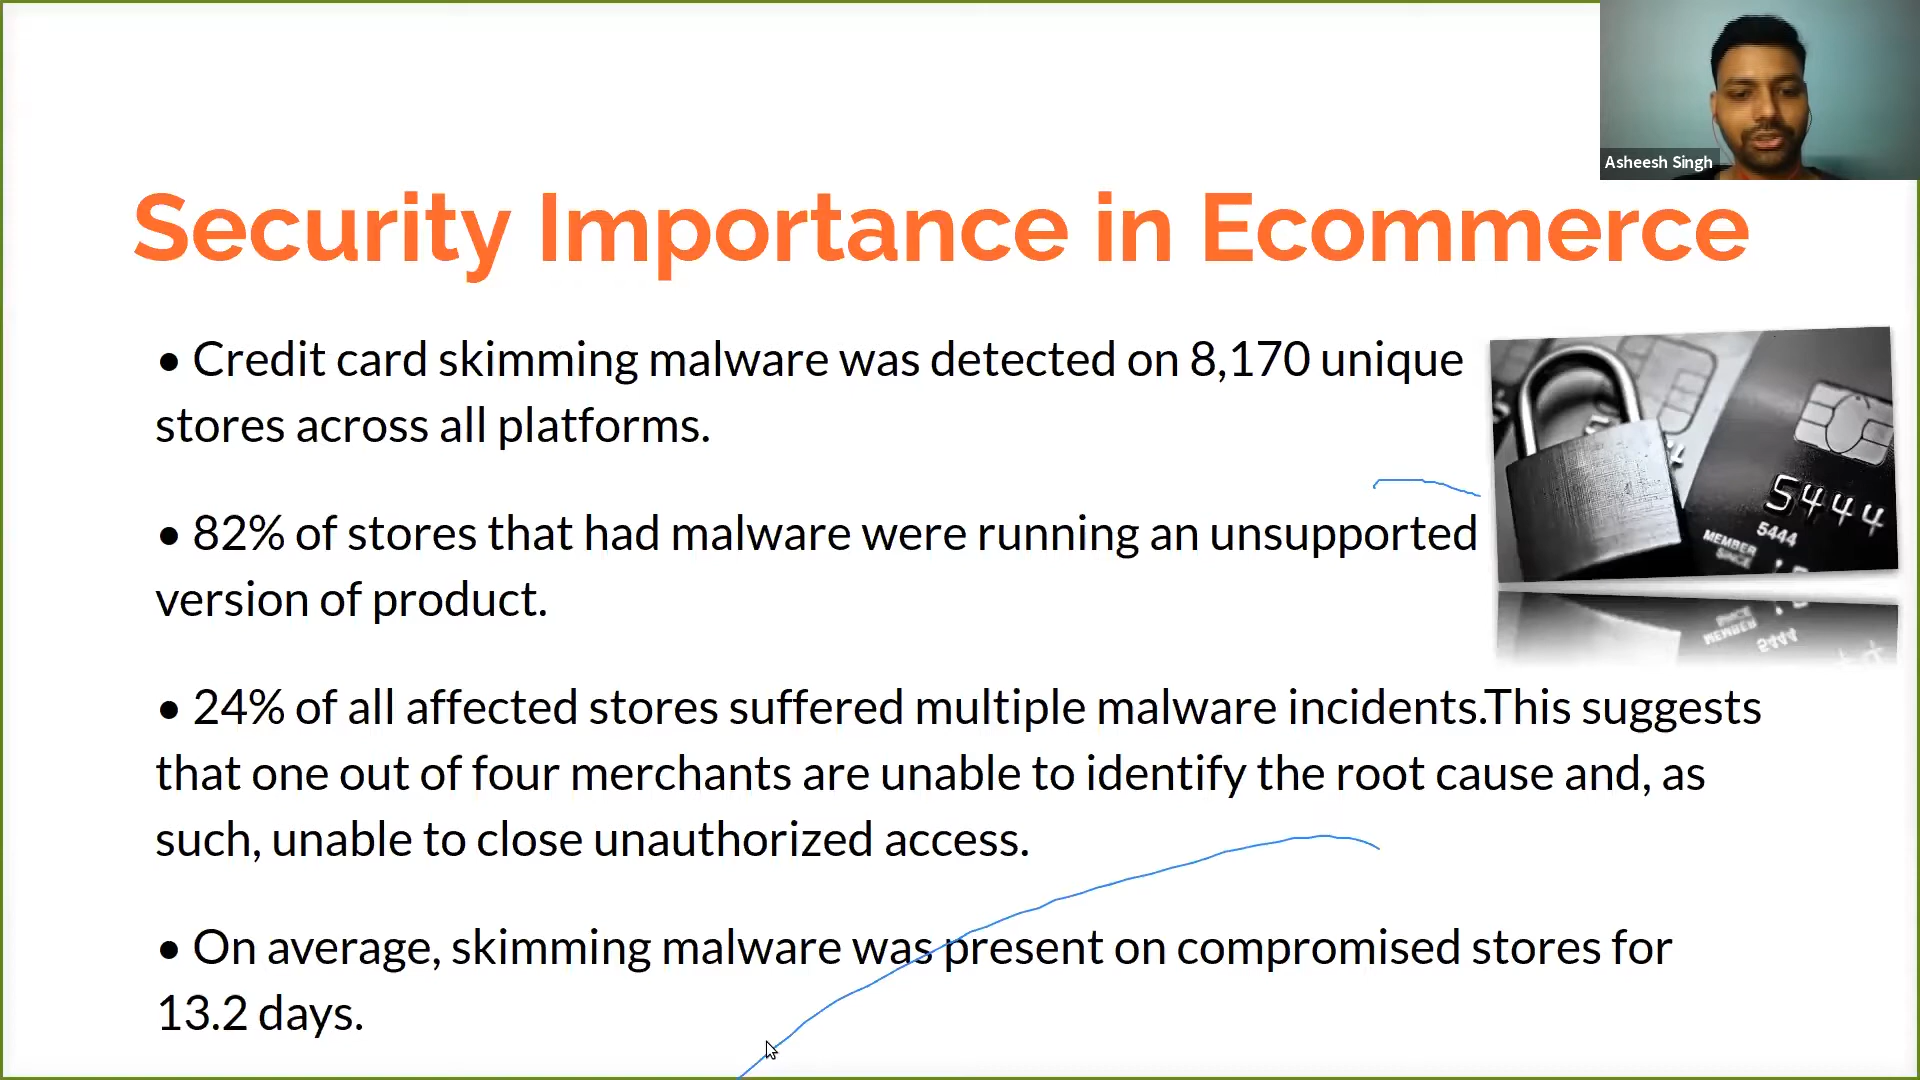 Asheesh Singh
Security Importance in Ecommerce
• Credit card skimming malware was detected on 8,170 unique
stores across all platforms.
• 82% of stores that had malware were running an unsupported
version of product.
• 24% of all affected stores suffered multiple malware incidents.This suggests
that one out of four merchants are unable to identify the root cause and, as
such, unable to close unauthorized access.
• On average, skimming malware was present on compromised stores for
13.2 days.
5444
5444
MEMBER
SINCE